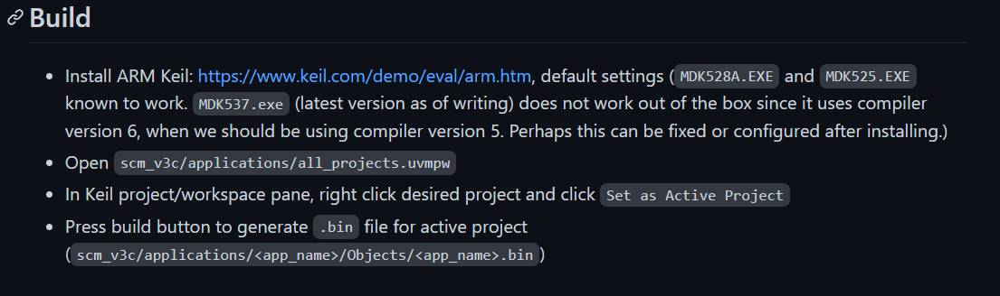 Build
Install ARM Keil: https://www.keil.com/demo/eval/arm.htm, default settings (MDK528A.EXE and MDK525.EXE
known to work. MDK537.exe (latest version as of writing) does not work out of the box since it uses compiler
version 6, when we should be using compiler version 5. Perhaps this can be fixed or configured after installing.)
Open scm_v3c/applications/all_projects.uvmpw
In Keil project/workspace pane, right click desired project and click Set as Active Project
Press build button to generate .bin file for active project
(scm_v3c/applications/<app_name>/Objects/<app_name>.bin)